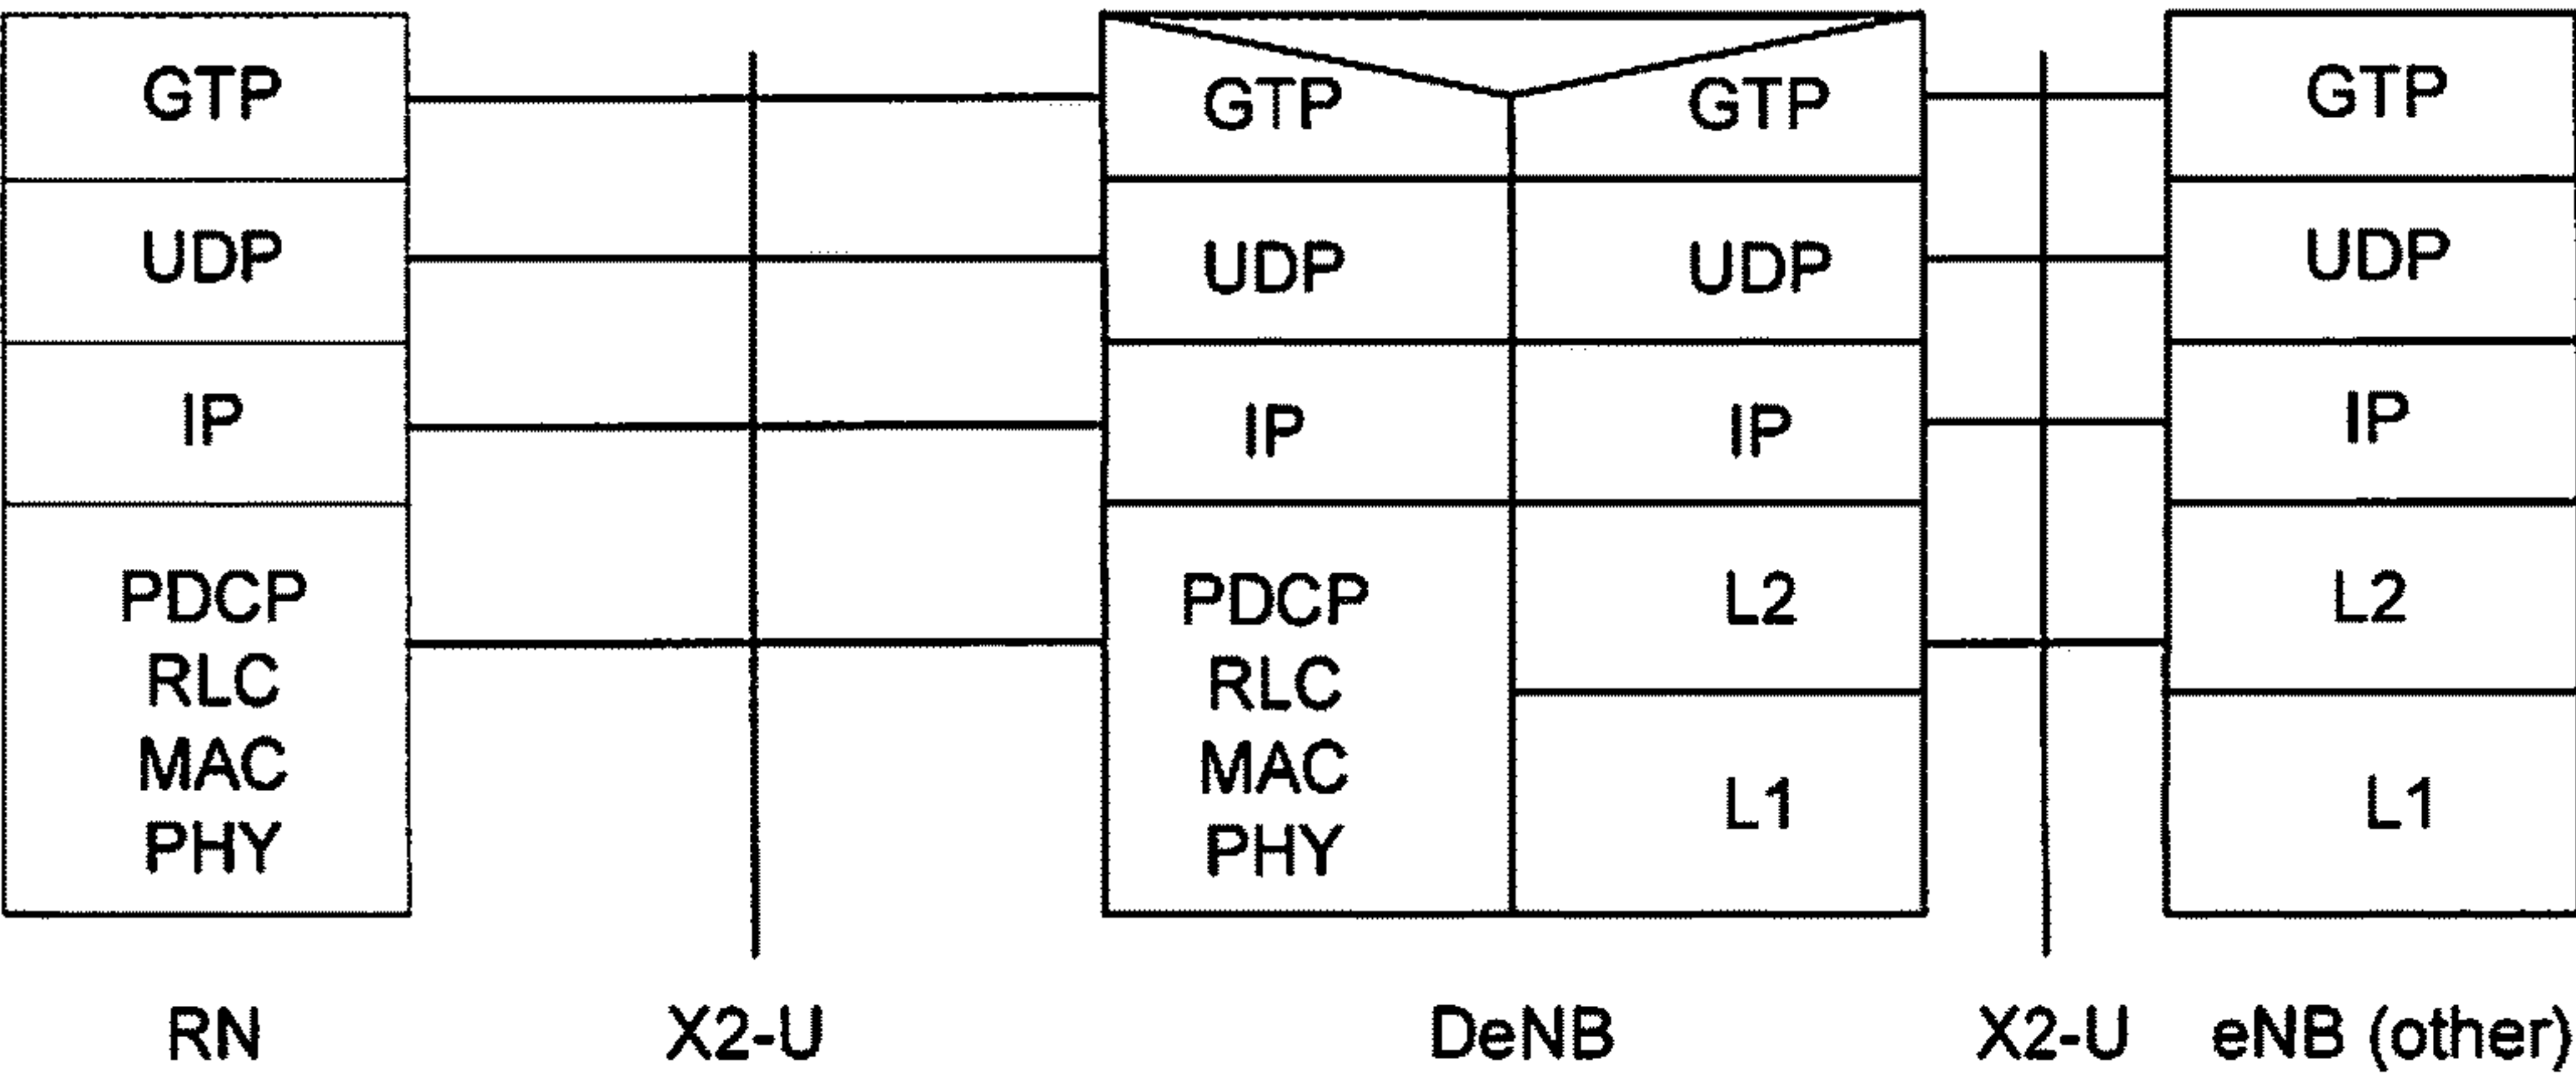 GTP
UDP
IP
PDCP
RLC
MAC
PHY
RN
X2-U
GTP GTP
UDP UDP
IP IP
PDCP
RLC
MAC
PHY
L2
L1
DeNB
X2-U
GTP
UDP
IP
L2
L1
eNB (other)